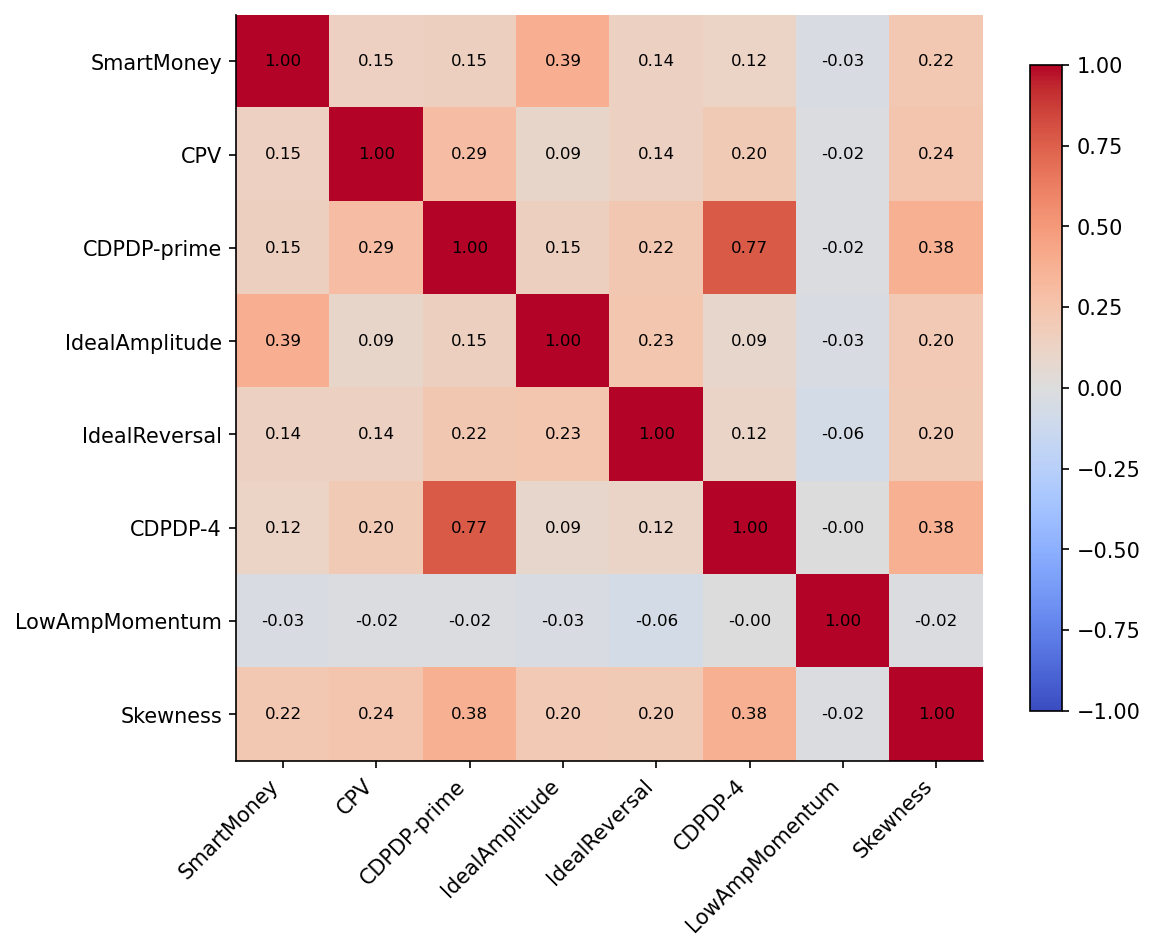 SmartMoney 1.00 0.15 0.15 0.39 0.14 0.12 -0.03 0.22
CPV 0.15 1.00 0.29 0.09 0.14 0.20 -0.02 0.24
CDPDP-prime 0.15 0.29 1.00 0.15 0.22 0.77 -0.02 0.38
IdealAmplitude 0.39 0.09 0.15 1.00 0.23 0.09 -0.03 0.20
IdealReversal 0.14 0.14 0.22 0.23 1.00 0.12 -0.06 0.20
CDPDP-4 0.12 0.20 0.77 0.09 0.12 1.00 -0.00 0.38
LowAmpMomentum -0.03 -0.02 -0.02 -0.03 -0.06 -0.00 1.00 -0.02
Skewness 0.22 0.24 0.38 0.20 0.20 0.38 -0.02 1.00
SmartMoney
CPV
CDPDP-prime
IdealAmplitude
IdealReversal
CDPDP-4
LowAmpMomentum
Skewness
1.00
0.75
0.50
0.25
0.00
−0.25
−0.50
−0.75
−1.00